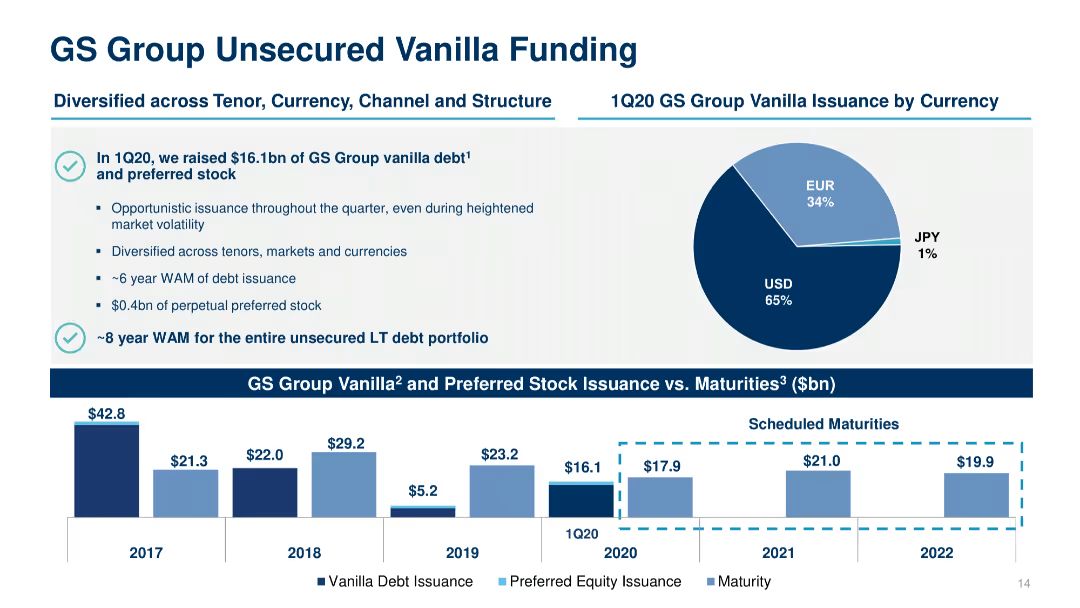 GS Group Unsecured Vanilla Funding
Diversified across Tenor, Currency, Channel and Structure
In 1Q20, we raised $16.1bn of GS Group vanilla debt¹
and preferred stock
▪ Opportunistic issuance throughout the quarter, even during heightened
market volatility
▪ Diversified across tenors, markets and currencies
▪ ~6 year WAM of debt issuance
▪ $0.4bn of perpetual preferred stock
~8 year WAM for the entire unsecured LT debt portfolio
1Q20 GS Group Vanilla Issuance by Currency
EUR
34%
JPY
1%
USD
65%
GS Group Vanilla² and Preferred Stock Issuance vs. Maturities³ ($bn)
Scheduled Maturities
$42.8
$21.3
$22.0
$29.2
$5.2
$23.2
$16.1
$17.9
$21.0
$19.9
1Q20
2017
2018
2019
2020
2021
2022
Vanilla Debt Issuance
Preferred Equity Issuance
Maturity
14